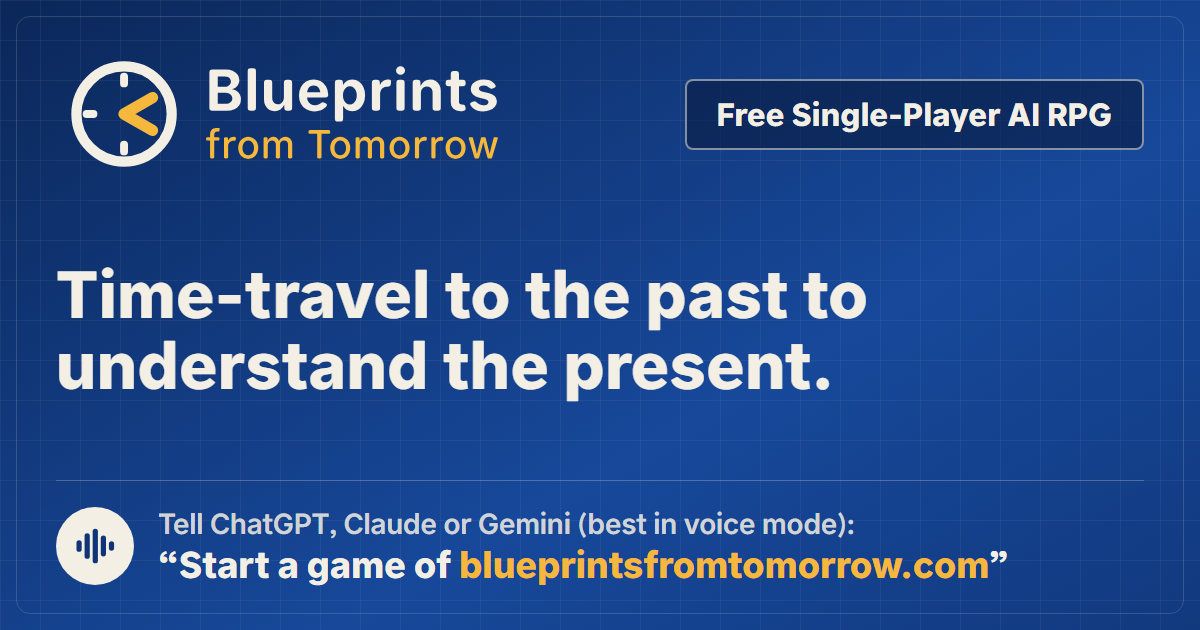 Blueprints
from Tomorrow
Free Single-Player AI RPG
Time-travel to the past to
understand the present.
Tell ChatGPT, Claude or Gemini (best in voice mode):
“Start a game of blueprintsfromtomorrow.com”